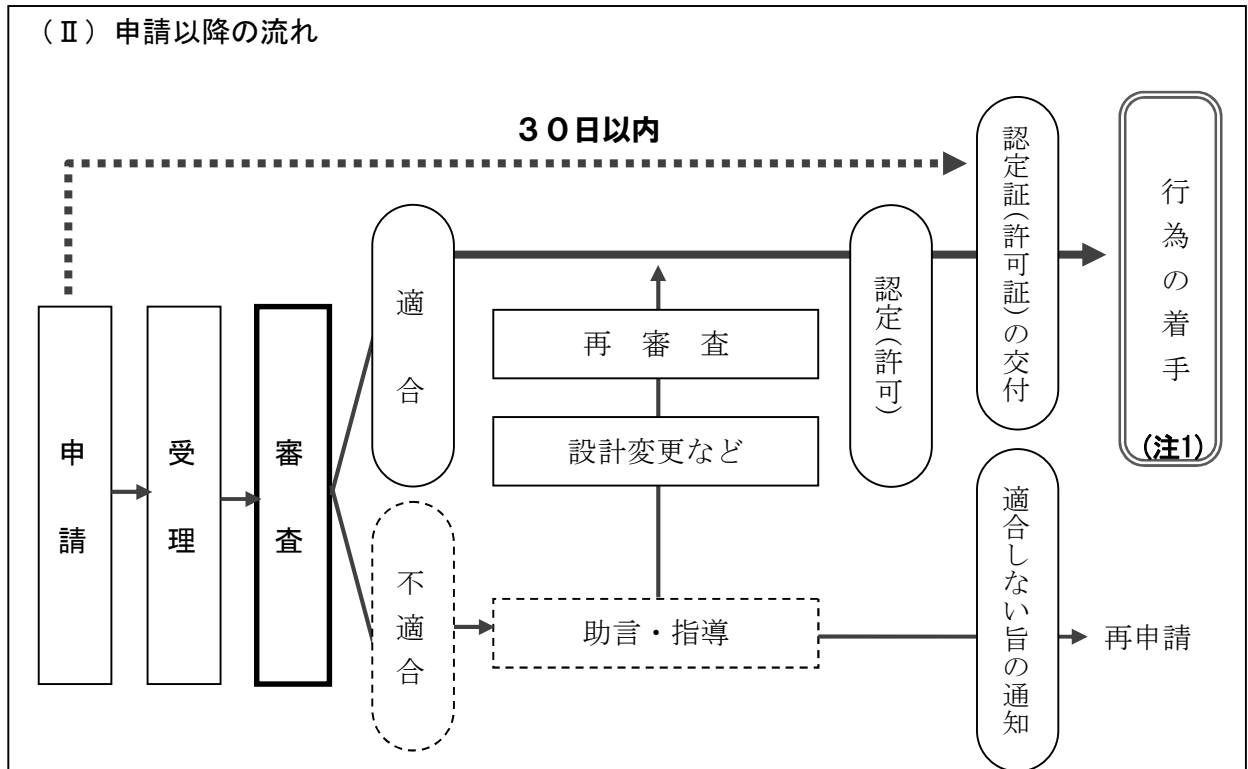 （Ⅱ）申請以降の流れ
３０日以内
申請
受理
審査
適合
不適合
再審査
設計変更など
助言・指導
認定(許可)
認定証(許可証)の交付
適合しない旨の通知
行為の着手
(注1)
再申請